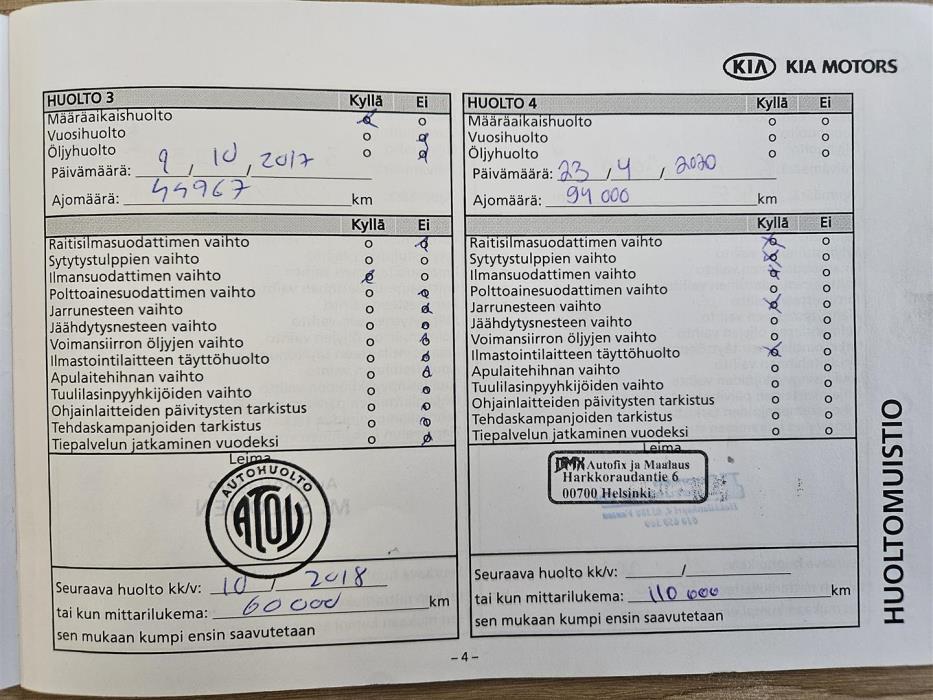 KIA KIA MOTORS
HUOLTO 3 Kyllä Ei
Määräaikaishuolto
Vuosihuolto
Öljyhuolto
Päivämäärä: 9 / 10 / 2017
Ajomäärä: 44967 km
Kyllä Ei
Raitisilmasuodattimen vaihto
Sytytystulppien vaihto
Ilmansuodattimen vaihto
Polttoainesuodattimen vaihto
Jarrunesteen vaihto
Jäähdytysnesteen vaihto
Voimansiirron öljyjen vaihto
Ilmastointilaitteen täyttöhuolto
Apulaitehihnan vaihto
Tuulilasinpyyhkijöiden vaihto
Ohjainlaitteiden päivitysten tarkistus
Tehdaskampanjoiden tarkistus
Tiepalvelun jatkaminen vuodeksi
Leima
AUTOHUOLTO
ATOY
Seuraava huolto kk/v: 10 / 2018
tai kun mittarilukema: 60 000 km
sen mukaan kumpi ensin saavutetaan
HUOLTO 4 Kyllä Ei
Määräaikaishuolto
Vuosihuolto
Öljyhuolto
Päivämäärä: 23 / 4 / 2020
Ajomäärä: 94 000 km
Kyllä Ei
Raitisilmasuodattimen vaihto
Sytytystulppien vaihto
Ilmansuodattimen vaihto
Polttoainesuodattimen vaihto
Jarrunesteen vaihto
Jäähdytysnesteen vaihto
Voimansiirron öljyjen vaihto
Ilmastointilaitteen täyttöhuolto
Apulaitehihnan vaihto
Tuulilasinpyyhkijöiden vaihto
Ohjainlaitteiden päivitysten tarkistus
Tehdaskampanjoiden tarkistus
Tiepalvelun jatkaminen vuodeksi
Leima
DMX Autofix ja Maalaus
Harkkoraudantie 6
00700 Helsinki
Seuraava huolto kk/v: /
tai kun mittarilukema: 110 000 km
sen mukaan kumpi ensin saavutetaan
HUOLTOMUISTIO
– 4 –